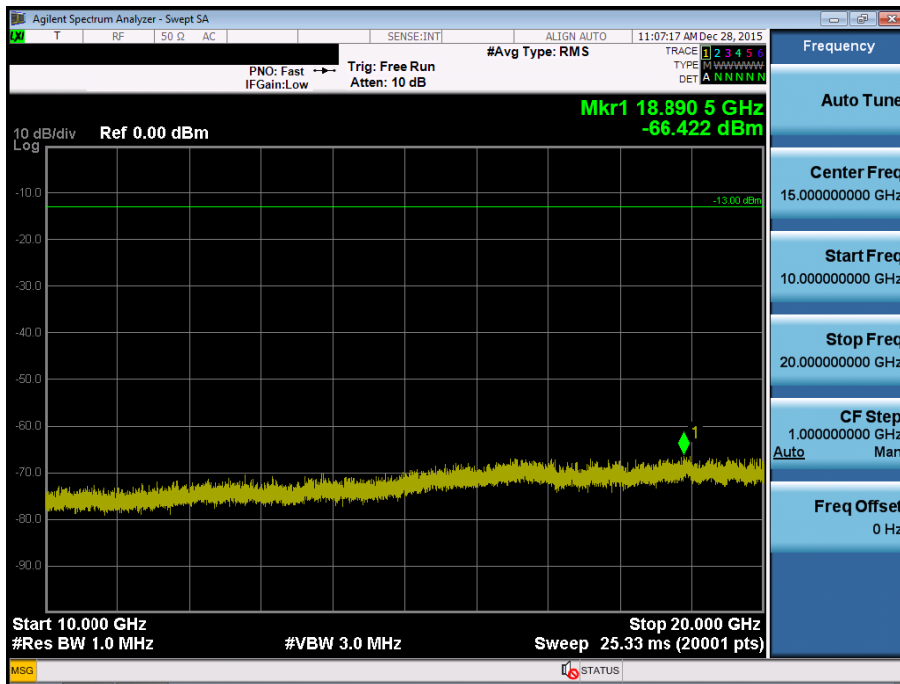 Agilent Spectrum Analyzer - Swept SA
LXI T RF 50 Ω AC SENSE:INT ALIGN AUTO 11:07:17 AM Dec 28, 2015
#Avg Type: RMS
TRACE 1 2 3 4 5 6
TYPE M WWWWW
DET A N N N N N
PNO: Fast
IFGain:Low
Trig: Free Run
Atten: 10 dB
Mkr1 18.890 5 GHz
-66.422 dBm
10 dB/div Ref 0.00 dBm
Log
-10.0
-13.00 dBm
-20.0
-30.0
-40.0
-50.0
-60.0
1
-70.0
-80.0
-90.0
Start 10.000 GHz Stop 20.000 GHz
#Res BW 1.0 MHz #VBW 3.0 MHz Sweep 25.33 ms (20001 pts)
MSG STATUS
Frequency
Auto Tune
Center Freq
15.000000000 GHz
Start Freq
10.000000000 GHz
Stop Freq
20.000000000 GHz
CF Step
1.000000000 GHz
Auto Man
Freq Offset
0 Hz